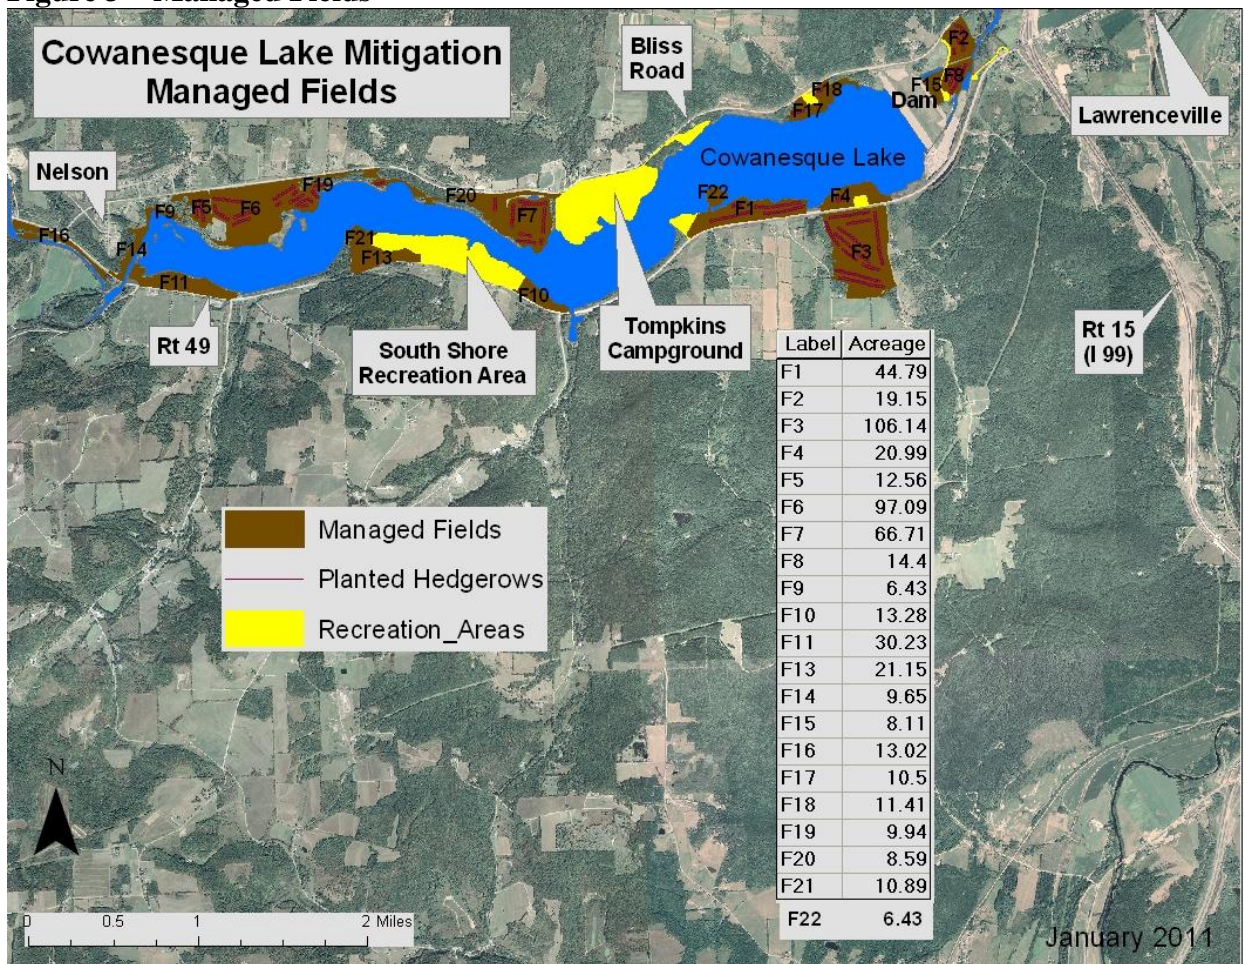 Figure 3 – Managed Fields
Cowanesque Lake Mitigation
Managed Fields
Bliss
Road
F2
F8
F15
Dam
F18
F17
Lawrenceville
Cowanesque Lake
Nelson
F19
F20
F22
F4
F9
F5
F6
F7
F1
F16
F14
F21
F13
F3
F11
F10
Rt 49
South Shore
Recreation Area
Tompkins
Campground
Rt 15
(I 99)
Label Acreage
F1 44.79
F2 19.15
F3 106.14
F4 20.99
F5 12.56
F6 97.09
F7 66.71
F8 14.4
F9 6.43
F10 13.28
F11 30.23
F13 21.15
F14 9.65
F15 8.11
F16 13.02
F17 10.5
F18 11.41
F19 9.94
F20 8.59
F21 10.89
F22 6.43
Managed Fields
Planted Hedgerows
Recreation_Areas
N
0 0.5 1 2 Miles
January 2011